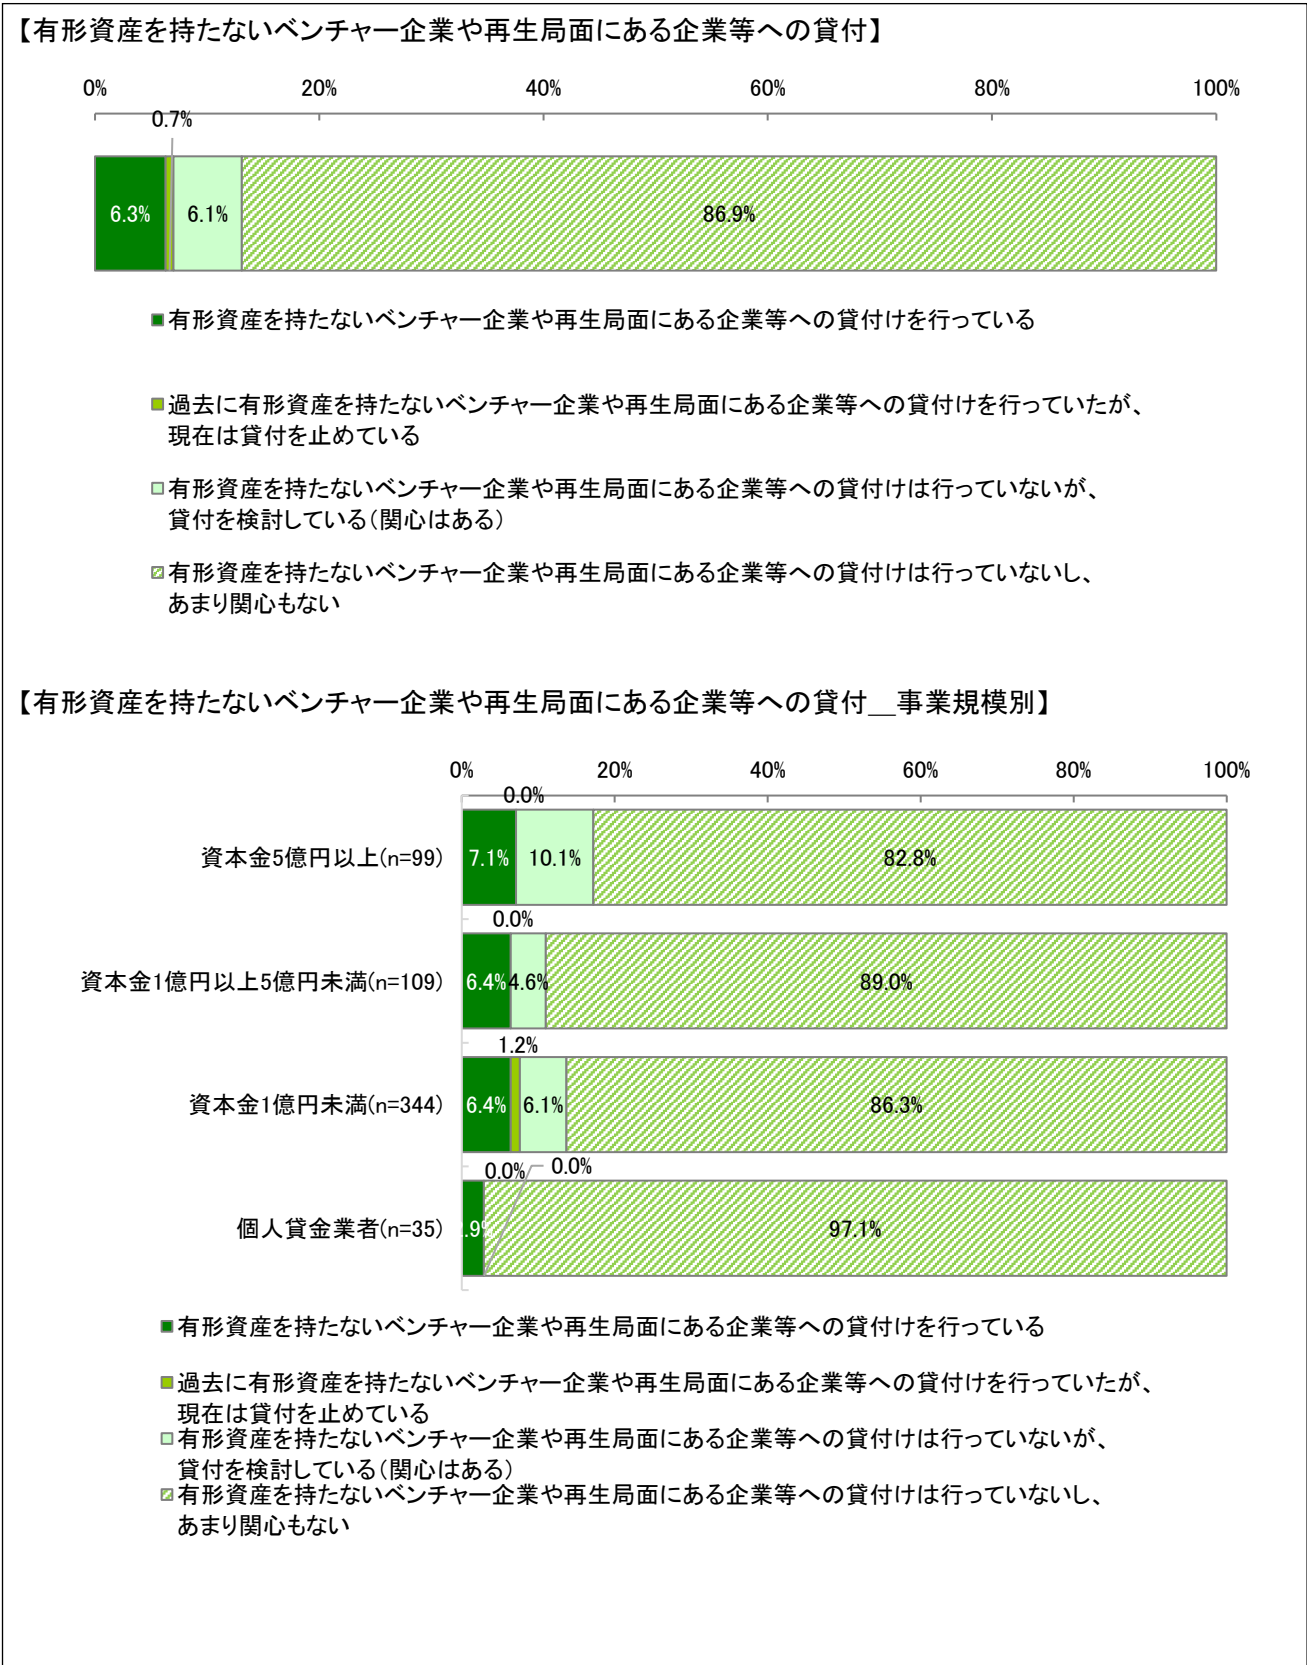 【有形資産を持たないベンチャー企業や再生局面にある企業等への貸付】
0% 20% 40% 60% 80% 100%
0.7%
6.3% 6.1% 86.9%
有形資産を持たないベンチャー企業や再生局面にある企業等への貸付けを行っている
過去に有形資産を持たないベンチャー企業や再生局面にある企業等への貸付けを行っていたが、
現在は貸付を止めている
有形資産を持たないベンチャー企業や再生局面にある企業等への貸付けは行っていないが、
貸付を検討している(関心はある)
有形資産を持たないベンチャー企業や再生局面にある企業等への貸付けは行っていないし、
あまり関心もない
【有形資産を持たないベンチャー企業や再生局面にある企業等への貸付__事業規模別】
0% 20% 40% 60% 80% 100%
0.0%
資本金5億円以上(n=99) 7.1% 10.1% 82.8%
0.0%
資本金1億円以上5億円未満(n=109) 6.4% 4.6% 89.0%
1.2%
資本金1億円未満(n=344) 6.4% 6.1% 86.3%
0.0% 0.0%
個人貸金業者(n=35) .9% 97.1%
有形資産を持たないベンチャー企業や再生局面にある企業等への貸付けを行っている
過去に有形資産を持たないベンチャー企業や再生局面にある企業等への貸付けを行っていたが、
現在は貸付を止めている
有形資産を持たないベンチャー企業や再生局面にある企業等への貸付けは行っていないが、
貸付を検討している(関心はある)
有形資産を持たないベンチャー企業や再生局面にある企業等への貸付けは行っていないし、
あまり関心もない